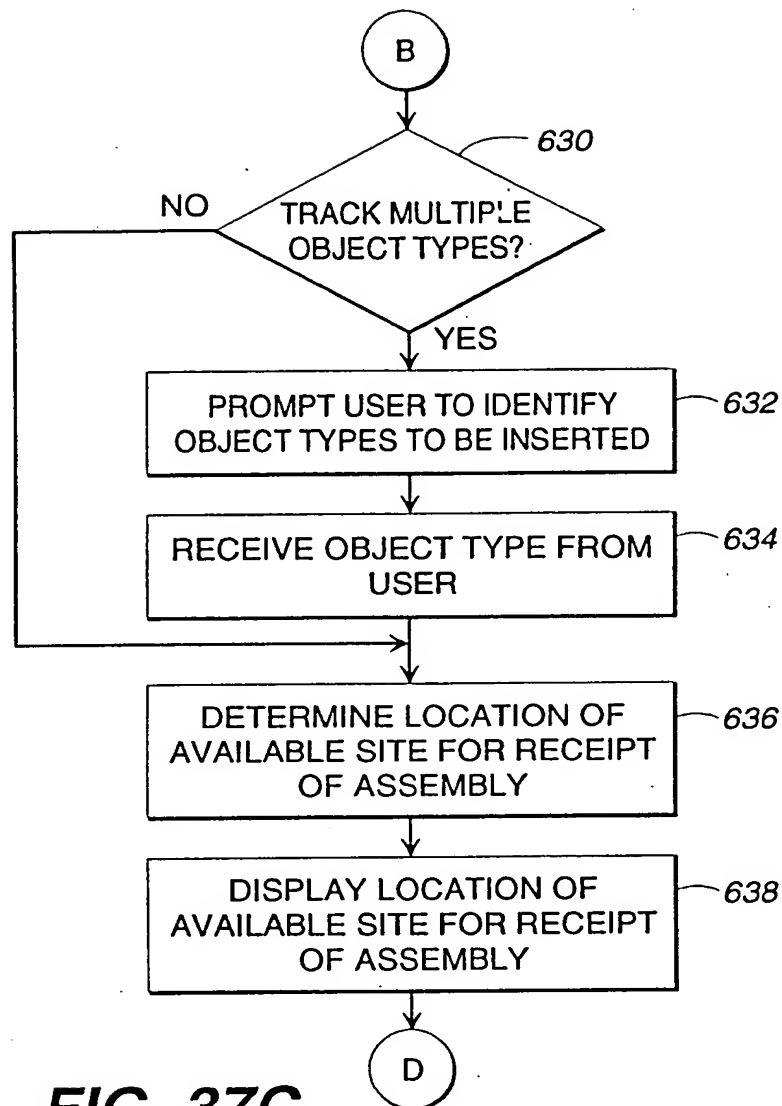 B
630
NO
TRACK MULTIPLE
OBJECT TYPES?
YES
PROMPT USER TO IDENTIFY
OBJECT TYPES TO BE INSERTED
632
RECEIVE OBJECT TYPE FROM
USER
634
DETERMINE LOCATION OF
AVAILABLE SITE FOR RECEIPT
OF ASSEMBLY
636
DISPLAY LOCATION OF
AVAILABLE SITE FOR RECEIPT
OF ASSEMBLY
638
D
FIG. 37C